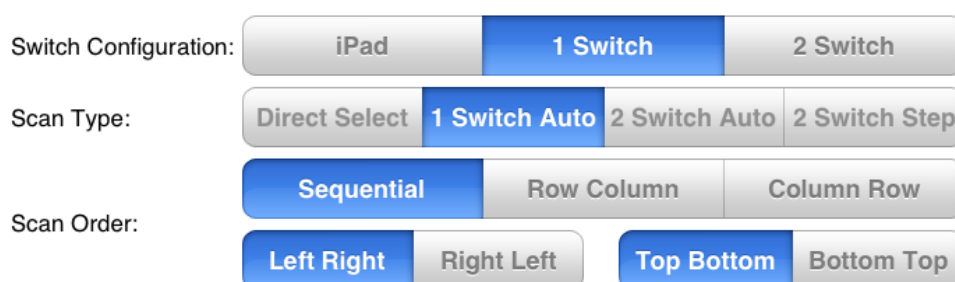 Switch Configuration: iPad 1 Switch 2 Switch
Scan Type: Direct Select 1 Switch Auto 2 Switch Auto 2 Switch Step
Scan Order: Sequential Row Column Column Row
Left Right Right Left Top Bottom Bottom Top